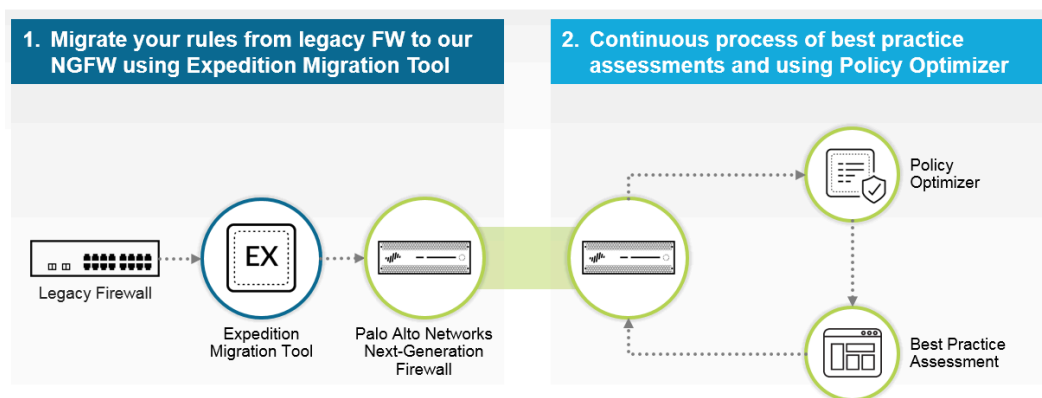 1. Migrate your rules from legacy FW to our
NGFW using Expedition Migration Tool
2. Continuous process of best practice
assessments and using Policy Optimizer
Legacy Firewall
EX
Expedition
Migration Tool
Palo Alto Networks
Next-Generation
Firewall
Policy
Optimizer
Best Practice
Assessment